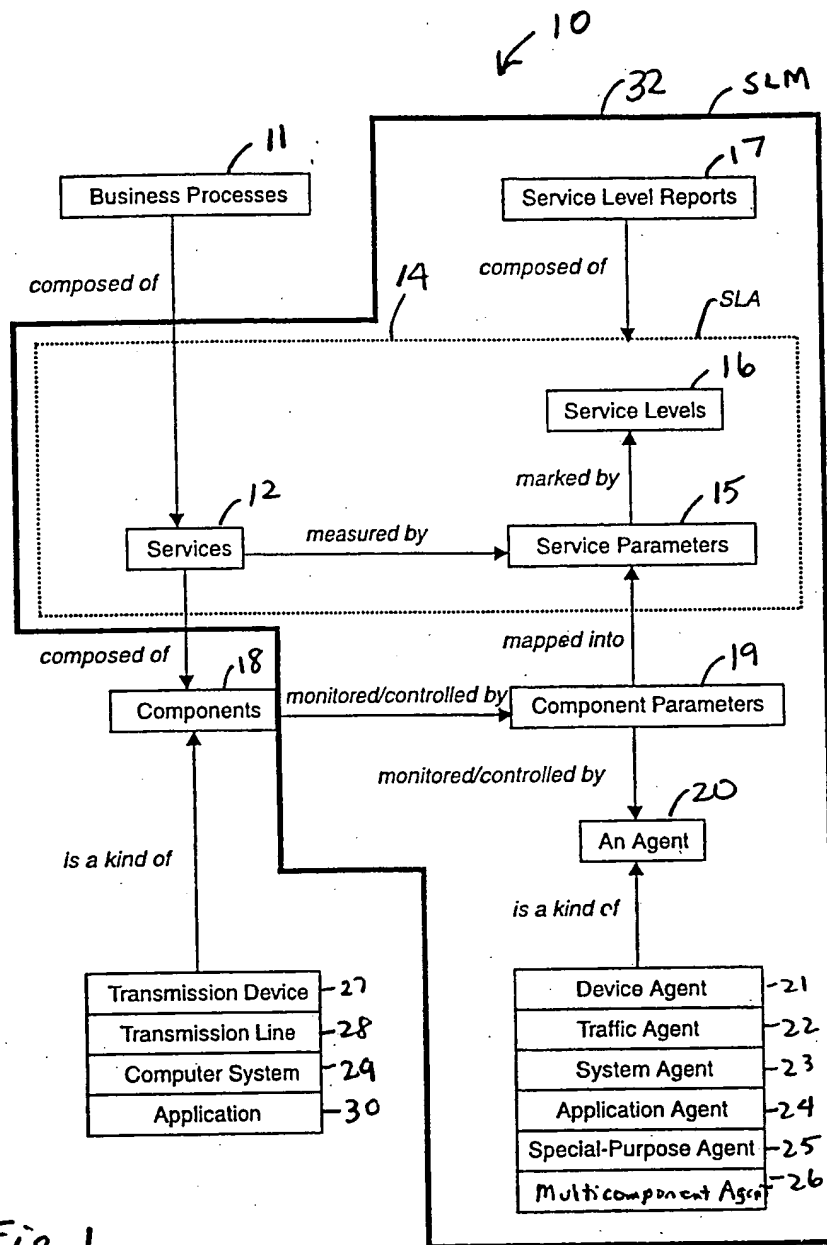 10
32 SLM
11
17
Business Processes
Service Level Reports
composed of
composed of
14
SLA
16
Service Levels
marked by
12
15
Services
measured by
Service Parameters
composed of
mapped into
18
19
Components
monitored/controlled by
Component Parameters
monitored/controlled by
20
An Agent
is a kind of
is a kind of
Transmission Device 27
Transmission Line 28
Computer System 29
Application 30
Device Agent 21
Traffic Agent 22
System Agent 23
Application Agent 24
Special-Purpose Agent 25
Multicomponent Agent 26
Fig. 1